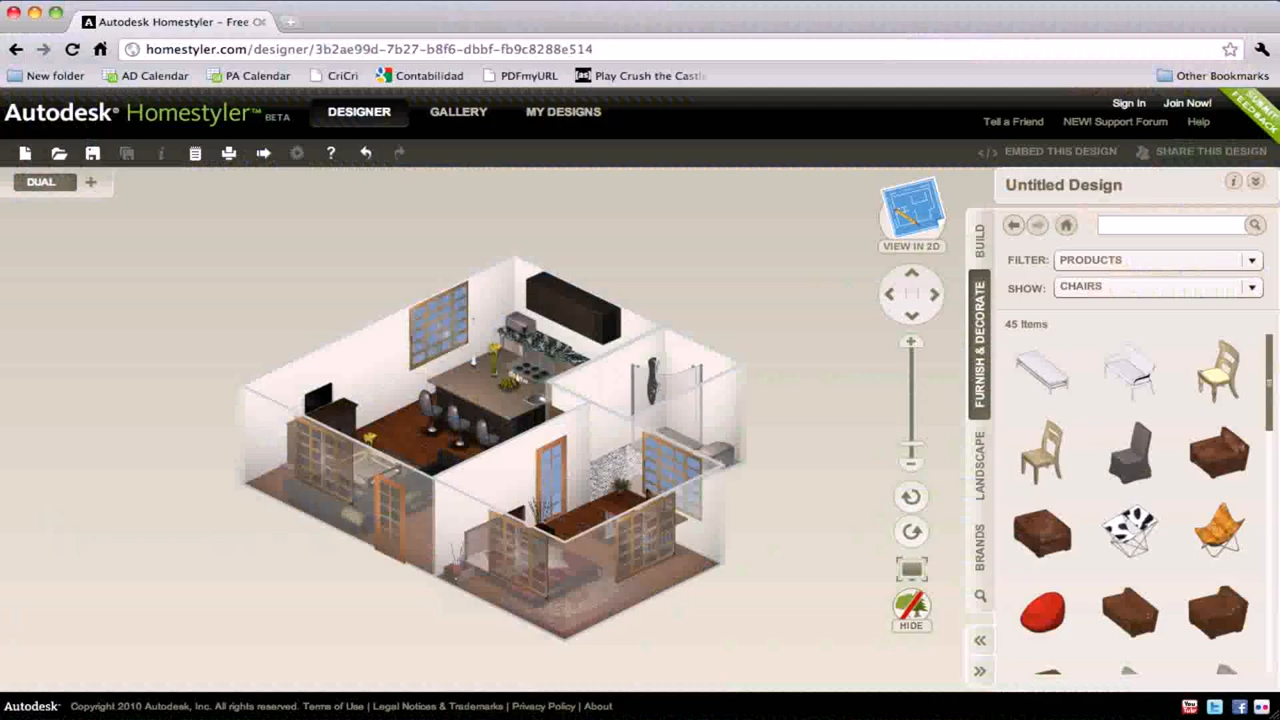 Autodesk Homestyler – Free
homestyler.com/designer/3b2ae99d-7b27-b8f6-dbbf-fb9c8288e514
New folder AD Calendar PA Calendar CriCri Contabilidad PDFmyURL Play Crush the Castle Other Bookmarks
Autodesk® Homestyler™ BETA DESIGNER GALLERY MY DESIGNS
Sign In Join Now!
Tell a Friend NEW! Support Forum Help
SUBMIT FEEDBACK
EMBED THIS DESIGN SHARE THIS DESIGN
DUAL
VIEW IN 2D
HIDE
BUILD
FURNISH & DECORATE
LANDSCAPE
BRANDS
Untitled Design
FILTER: PRODUCTS
SHOW: CHAIRS
45 Items
Autodesk® Copyright 2010 Autodesk, Inc. All rights reserved. Terms of Use | Legal Notices & Trademarks | Privacy Policy | About
You Tube